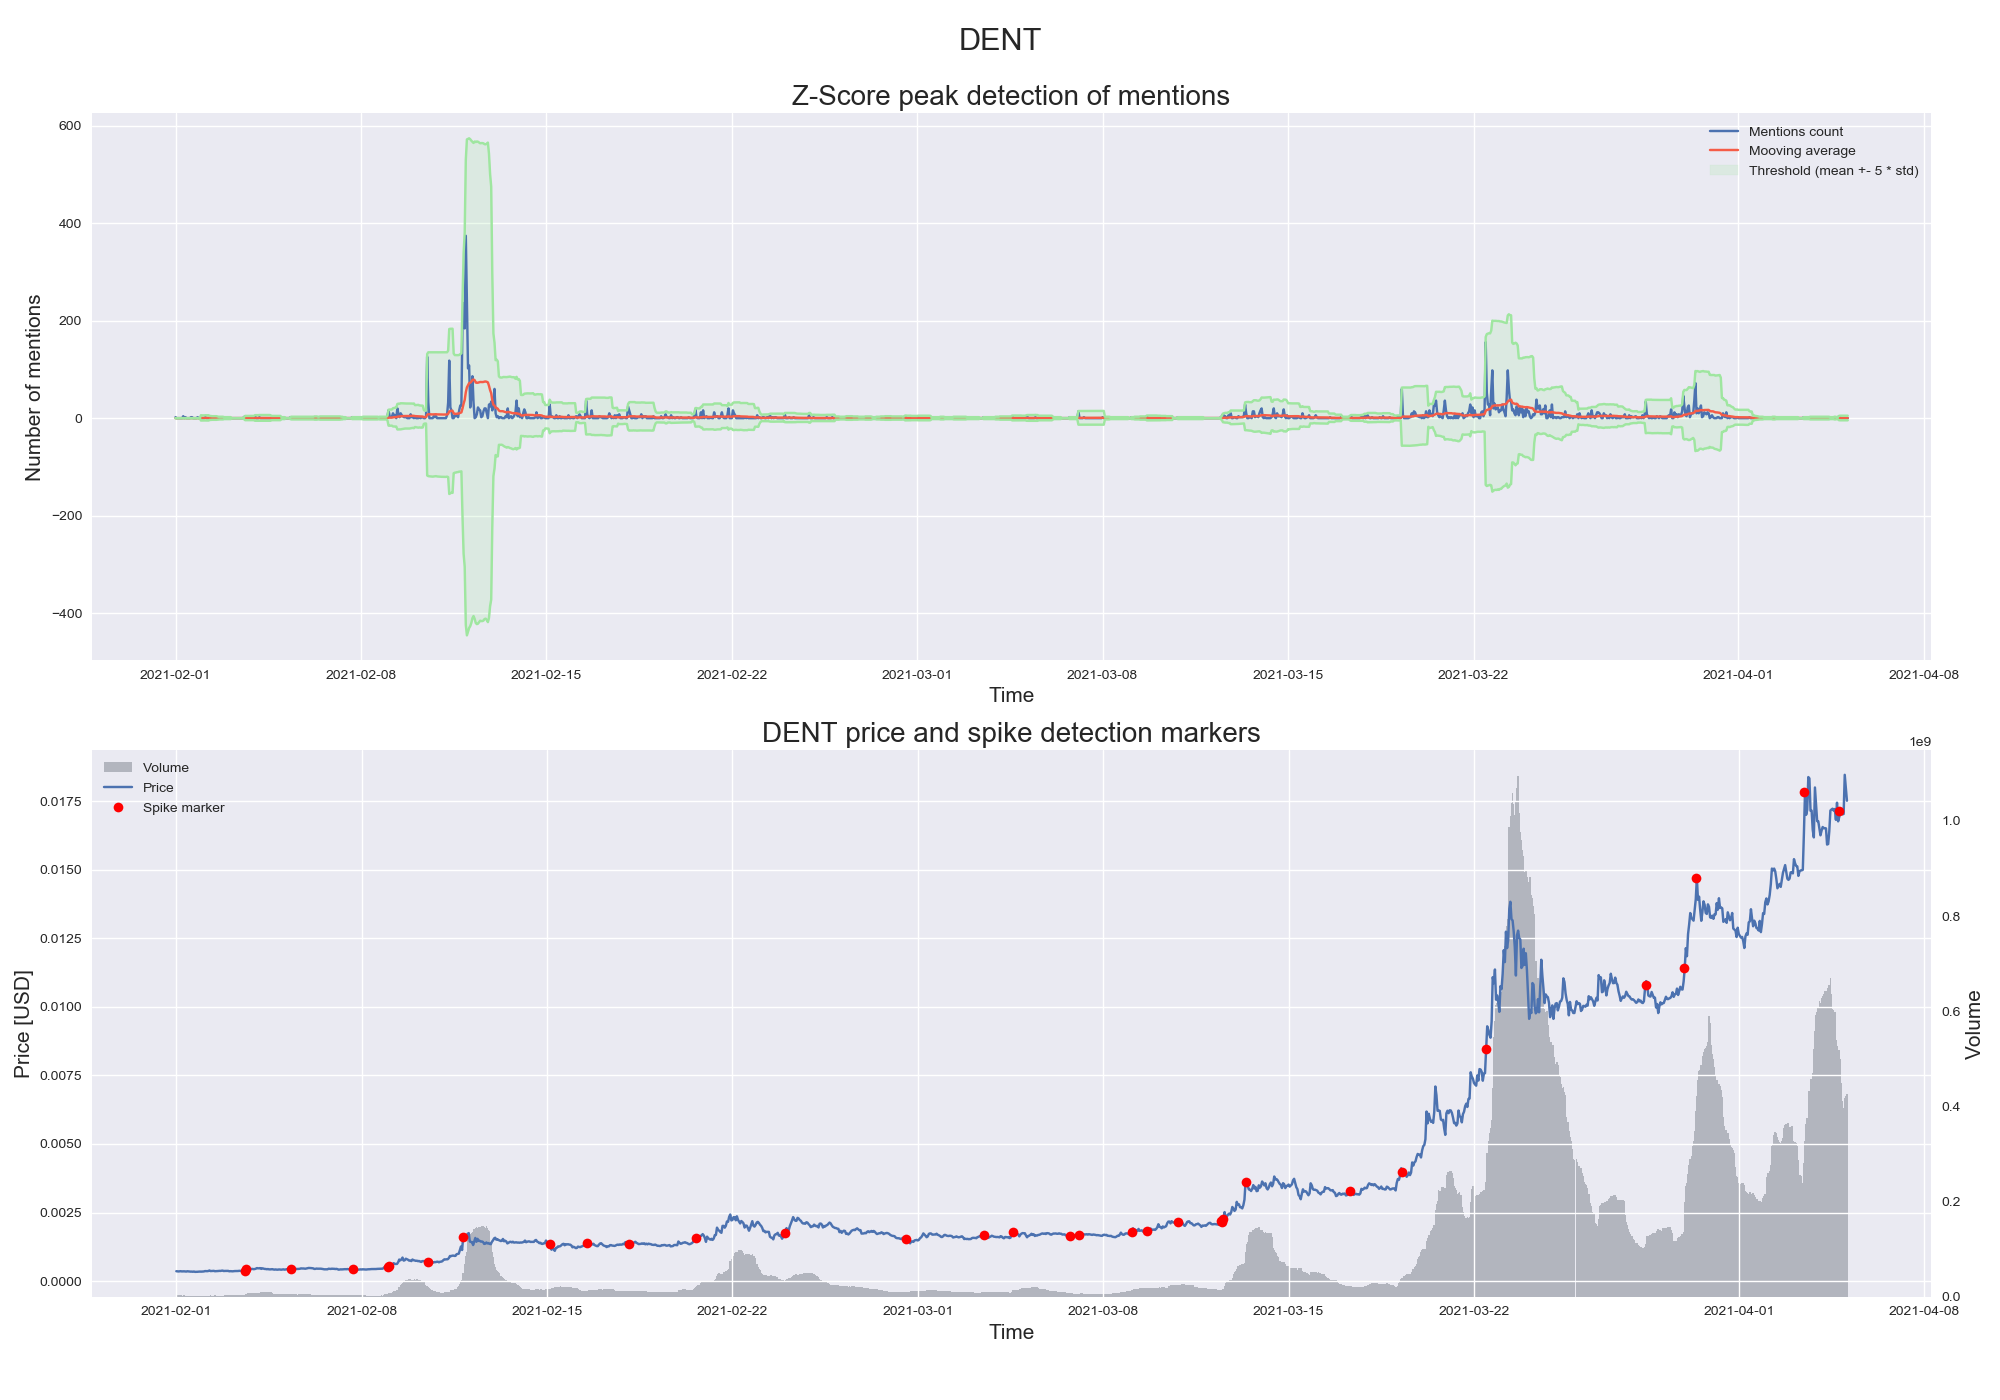 DENT
Z-Score peak detection of mentions
Mentions count
Mooving average
Threshold (mean +- 5 * std)
600
400
200
0
−200
−400
Number of mentions
2021-02-01 2021-02-08 2021-02-15 2021-02-22 2021-03-01 2021-03-08 2021-03-15 2021-03-22 2021-04-01 2021-04-08
Time
DENT price and spike detection markers
1e9
Volume
Price
Spike marker
0.0175
0.0150
0.0125
0.0100
0.0075
0.0050
0.0025
0.0000
Price [USD]
1.0
0.8
0.6
0.4
0.2
0.0
Volume
2021-02-01 2021-02-08 2021-02-15 2021-02-22 2021-03-01 2021-03-08 2021-03-15 2021-03-22 2021-04-01 2021-04-08
Time